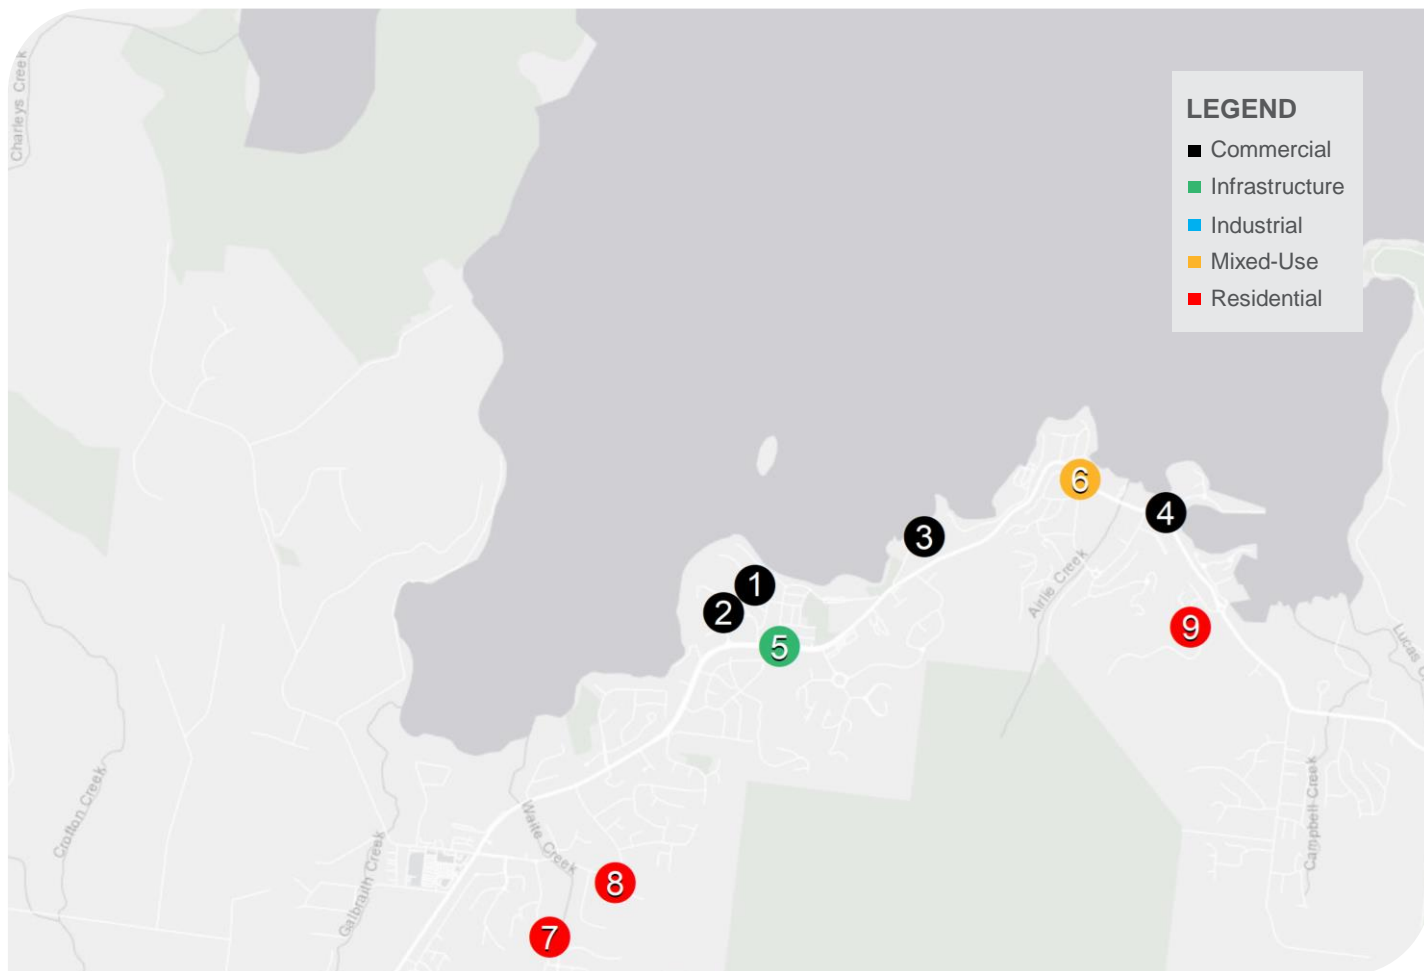 Charleys Creek
LEGEND
Commercial
Infrastructure
Industrial
Mixed-Use
Residential
6
4
3
1
2
5
9
Airlie Creek
Lucas C
Crofton Creek
Galbraith Creek
Waite Creek
Campbell Creek
8
7